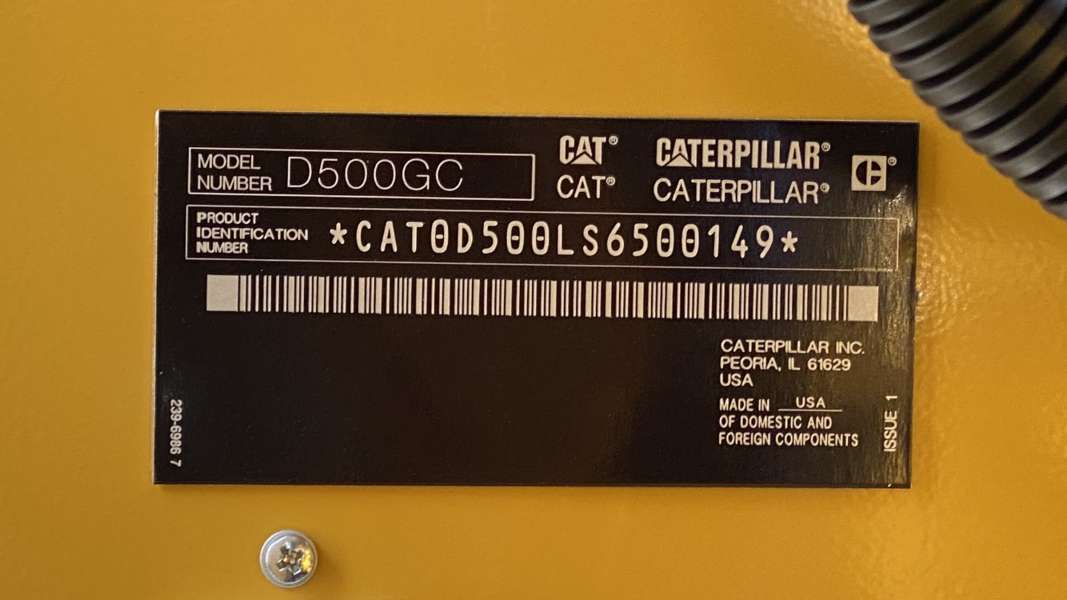 MODEL NUMBER D500GC
CAT® CATERPILLAR®
CAT® CATERPILLAR®
PRODUCT
IDENTIFICATION
NUMBER
*CAT0D500LS6500149*
CATERPILLAR INC.
PEORIA, IL 61629
USA
MADE IN USA
OF DOMESTIC AND
FOREIGN COMPONENTS
239-6986 7
ISSUE 1